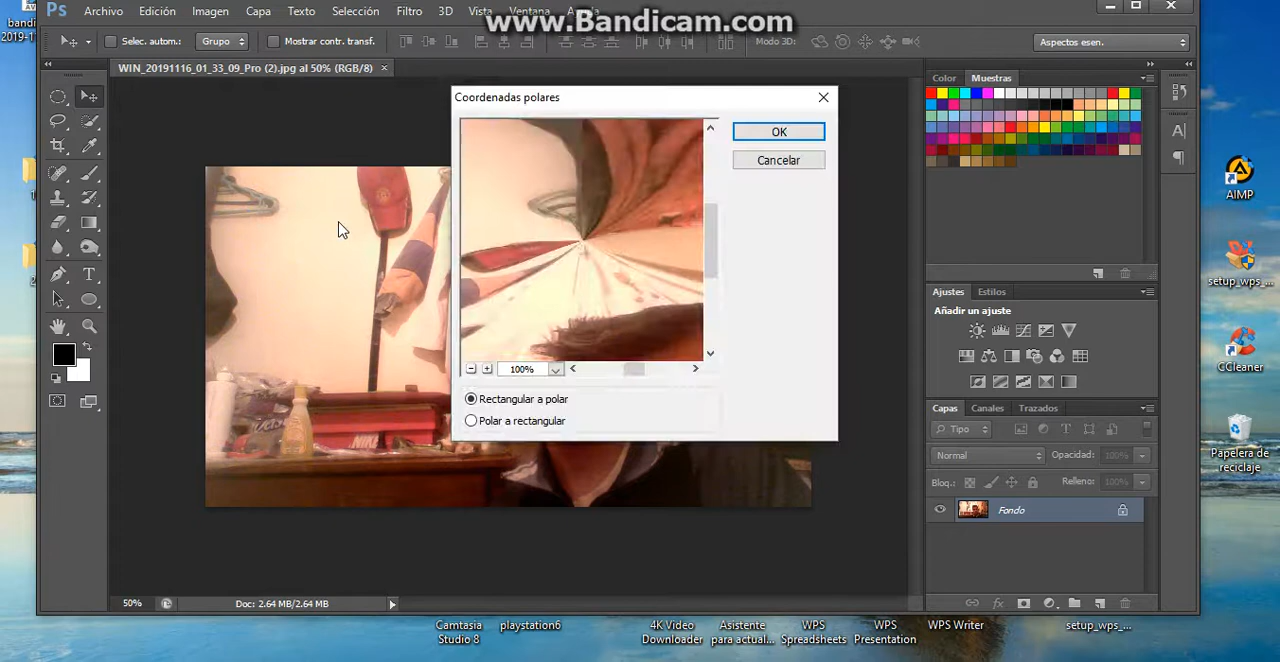 www.Bandicam.com
Ps Archivo Edición Imagen Capa Texto Selección Filtro 3D Vista Ventana
bandi
2019-1
Selec. autom.: Grupo Mostrar contr. transf. Modo 3D: Aspectos esen.
WIN_20191116_01_33_09_Pro (2).jpg al 50% (RGB/8) ×
Coordenadas polares
OK
Cancelar
100%
Rectangular a polar
Polar a rectangular
NIKE
Color Muestras
Ajustes Estilos
Añadir un ajuste
Capas Canales Trazados
Tipo
Normal Opacidad: 100%
Bloq.: Relleno: 100%
Fondo
50% Doc: 2.64 MB/2.64 MB
AIMP
setup_wps_...
CCleaner
Papelera de
reciclaje
Camtasia
Studio 8
playstation6
4K Video
Downloader
Asistente
para actual...
WPS
Spreadsheets
WPS
Presentation
WPS Writer
setup_wps_...